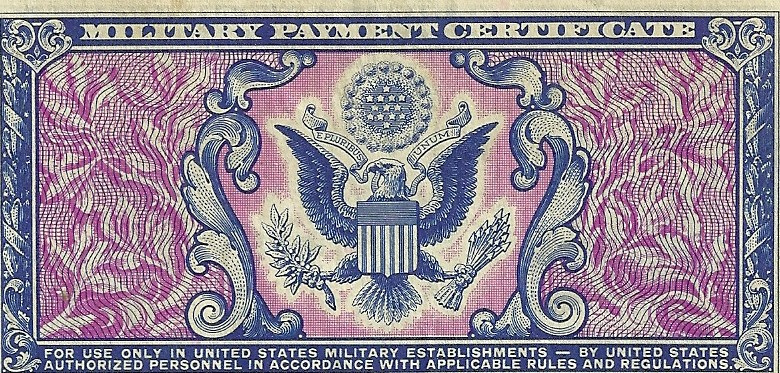 MILITARY PAYMENT CERTIFICATE
E PLURIBUS UNUM
FOR USE ONLY IN UNITED STATES MILITARY ESTABLISHMENTS — BY UNITED STATES
AUTHORIZED PERSONNEL IN ACCORDANCE WITH APPLICABLE RULES AND REGULATIONS.